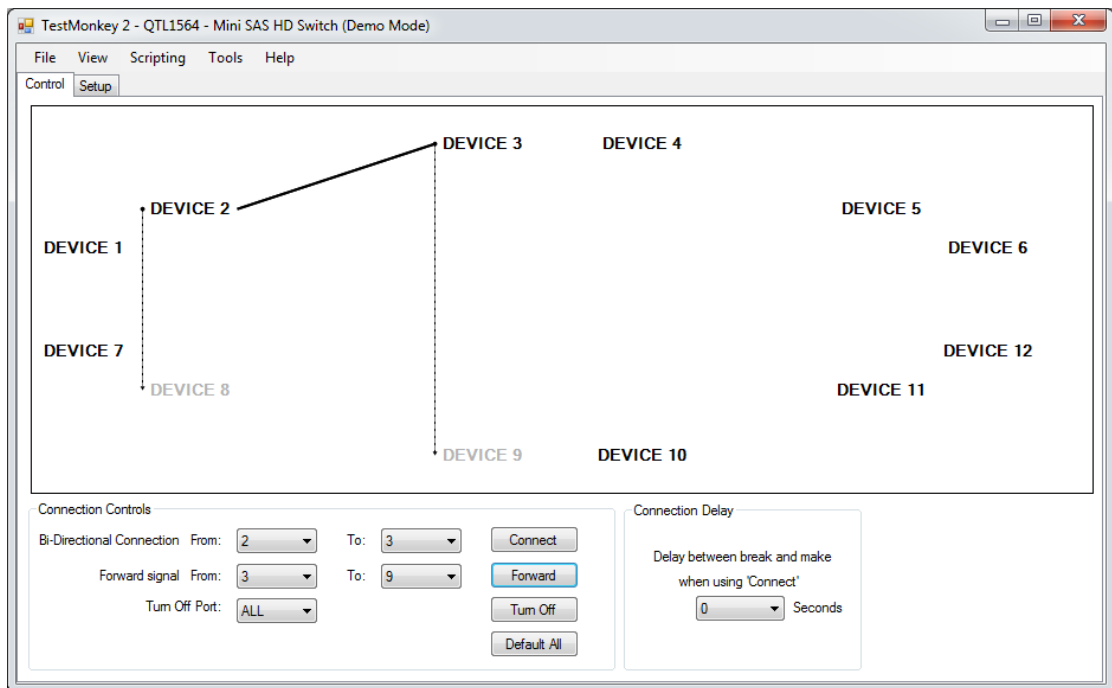 TestMonkey 2 - QTL1564 - Mini SAS HD Switch (Demo Mode)
File View Scripting Tools Help
Control Setup
DEVICE 3 DEVICE 4
DEVICE 2 DEVICE 5
DEVICE 1 DEVICE 6
DEVICE 7 DEVICE 12
DEVICE 8 DEVICE 11
DEVICE 9 DEVICE 10
Connection Controls
Bi-Directional Connection From: 2 To: 3 Connect
Forward signal From: 3 To: 9 Forward
Turn Off Port: ALL Turn Off
Default All
Connection Delay
Delay between break and make
when using 'Connect'
0 Seconds